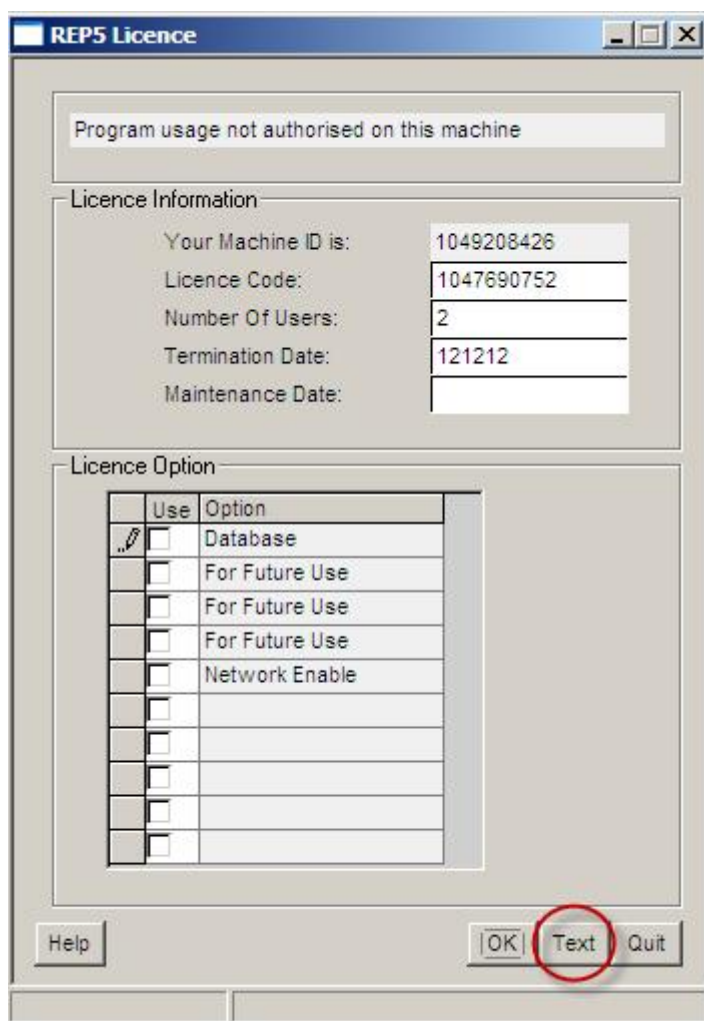 REP5 Licence
Program usage not authorised on this machine
Licence Information
Your Machine ID is: 1049208426
Licence Code: 1047690752
Number Of Users: 2
Termination Date: 121212
Maintenance Date:
Licence Option
Use Option
Database
For Future Use
For Future Use
For Future Use
Network Enable
Help OK Text Quit